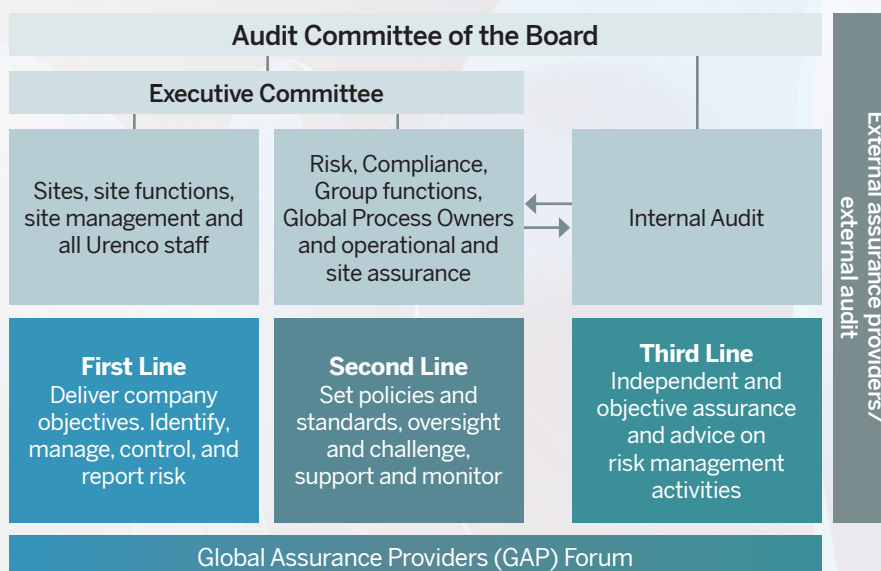 Audit Committee of the Board
Executive Committee
Sites, site functions,
site management and
all Urenco staff
Risk, Compliance,
Group functions,
Global Process Owners
and operational and
site assurance
Internal Audit
First Line
Deliver company
objectives. Identify,
manage, control, and
report risk
Second Line
Set policies and
standards, oversight
and challenge,
support and monitor
Third Line
Independent and
objective assurance
and advice on
risk management
activities
Global Assurance Providers (GAP) Forum
External assurance providers/
external audit